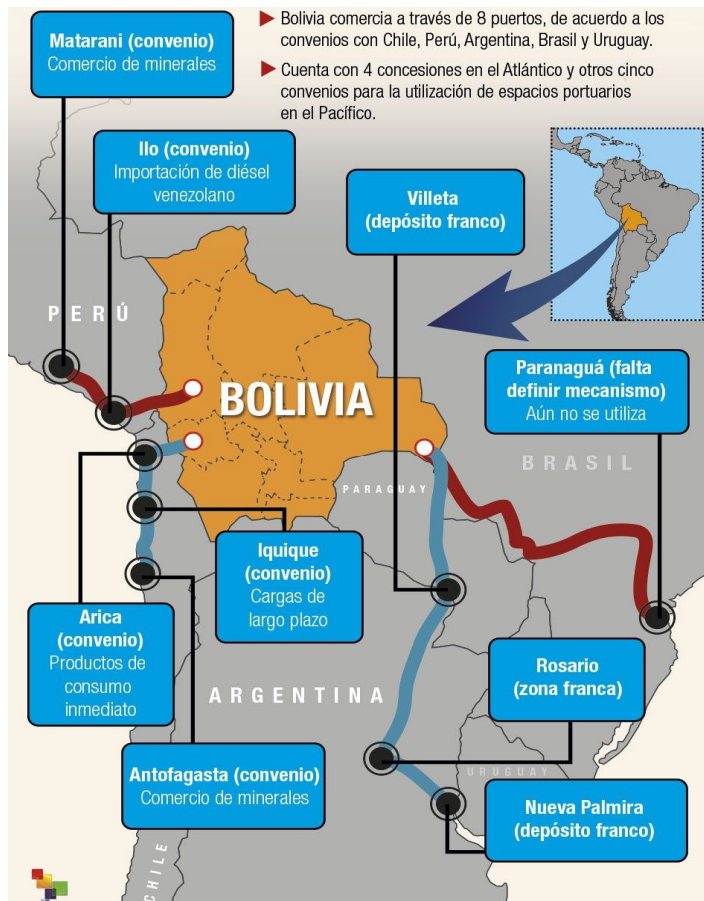 ▶ Bolivia comercia a través de 8 puertos, de acuerdo a los
convenios con Chile, Perú, Argentina, Brasil y Uruguay.
▶ Cuenta con 4 concesiones en el Atlántico y otros cinco
convenios para la utilización de espacios portuarios
en el Pacífico.
Matarani (convenio)
Comercio de minerales
Ilo (convenio)
Importación de diésel
venezolano
Villeta
(depósito franco)
PERÚ
BOLIVIA
Paranaguá (falta
definir mecanismo)
Aún no se utiliza
BRASIL
PARAGUAY
Iquique
(convenio)
Cargas de
largo plazo
Arica
(convenio)
Productos de
consumo
inmediato
ARGENTINA
Rosario
(zona franca)
Antofagasta (convenio)
Comercio de minerales
URUGUAY
Nueva Palmira
(depósito franco)
CHILE